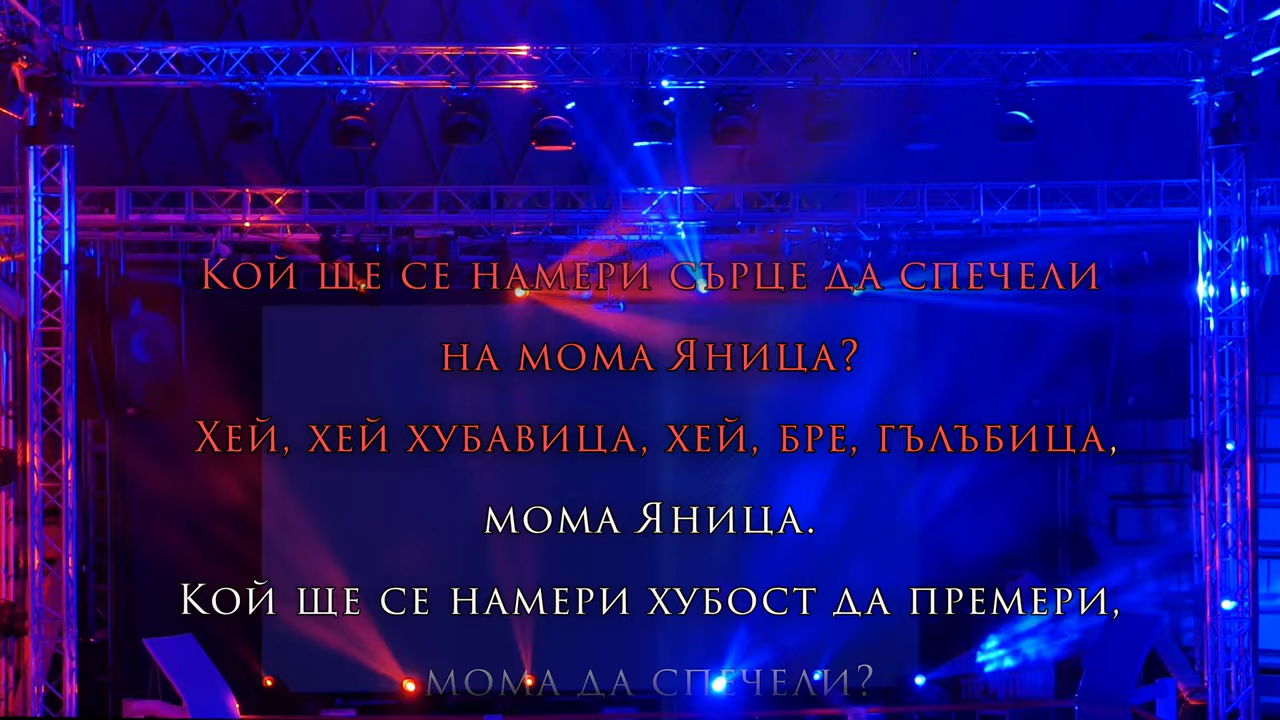 Кой ще се намери сърце да спечели
на мома Яница?
Хей, хей хубавица, хей, бре, гълъбица,
мома Яница.
Кой ще се намери хубост да премери,
мома да спечели?